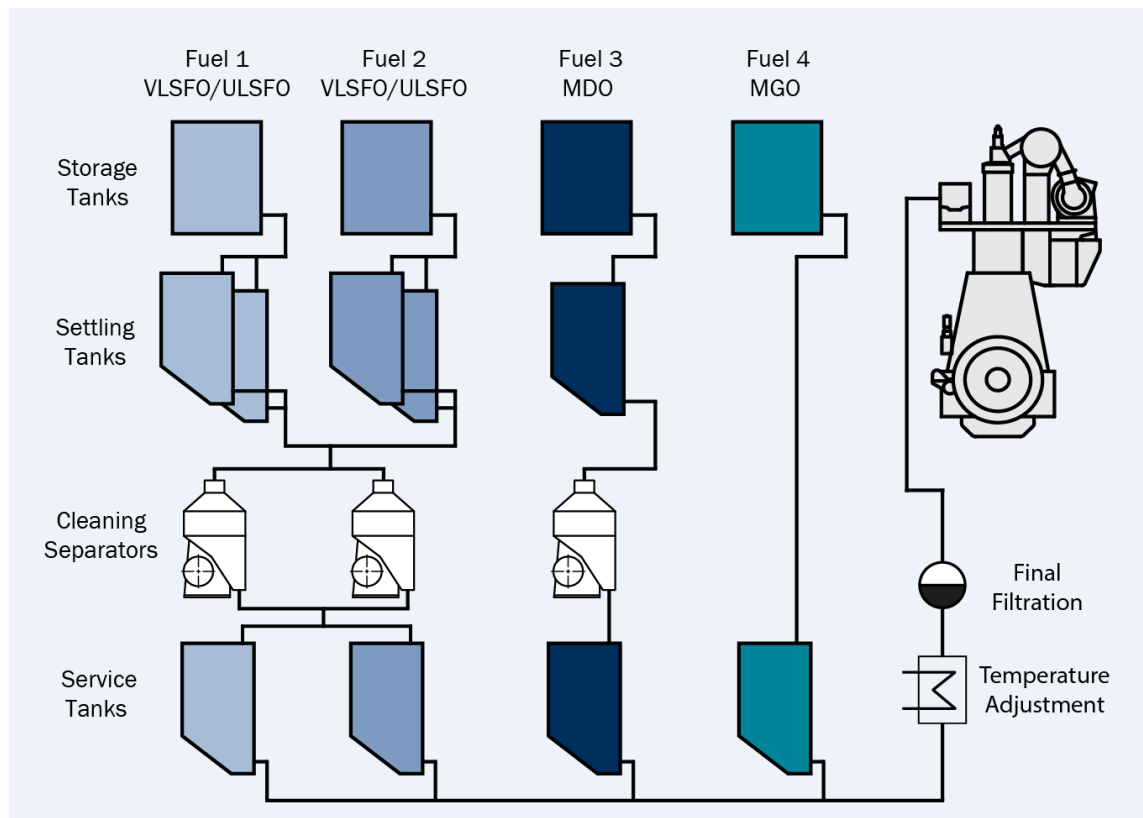 Fuel 1
VLSFO/ULSFO
Fuel 2
VLSFO/ULSFO
Fuel 3
MDO
Fuel 4
MGO
Storage
Tanks
Settling
Tanks
Cleaning
Separators
Final
Filtration
Service
Tanks
Temperature
Adjustment